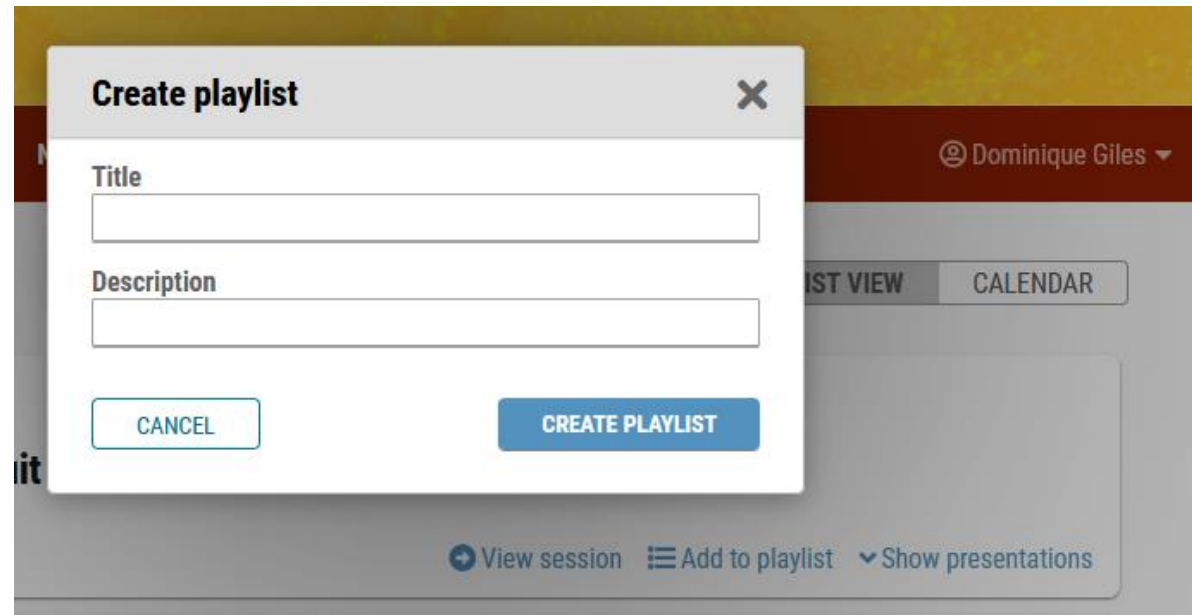 Create playlist
Dominique Giles
Title
Description
IST VIEW CALENDAR
CANCEL CREATE PLAYLIST
it
View session Add to playlist Show presentations